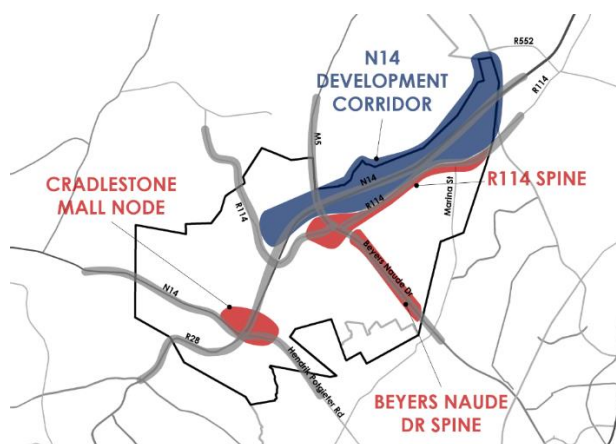 R552
N14
DEVELOPMENT
CORRIDOR
R114
M5
CRADLESTONE
MALL NODE
N14
R114
R114
R114 SPINE
Marina St
Beyers Naude Dr
N14
R28
Hendrik Potgieter Rd
BEYERS NAUDE
DR SPINE